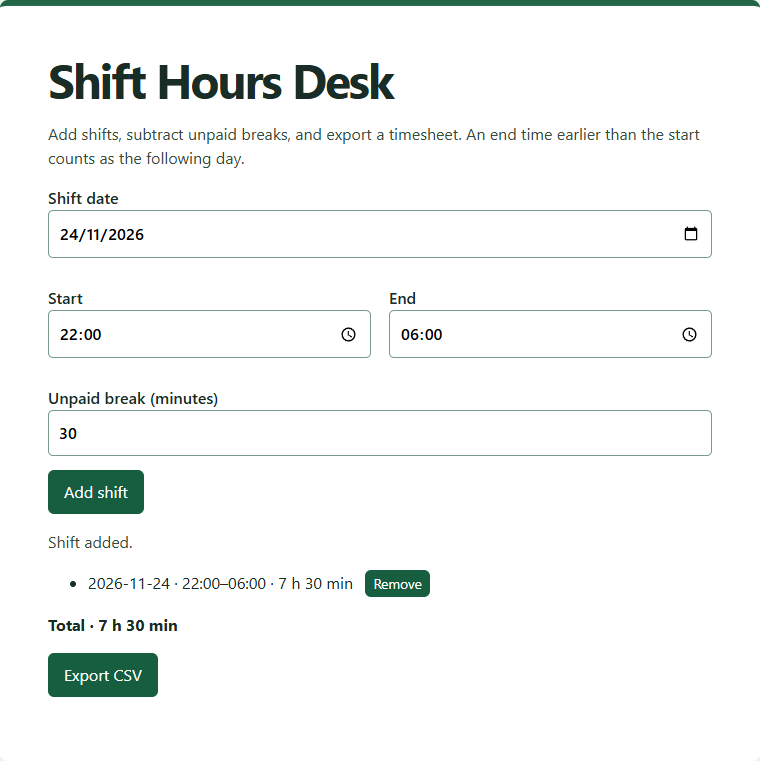 Shift Hours Desk
Add shifts, subtract unpaid breaks, and export a timesheet. An end time earlier than the start
counts as the following day.
Shift date
24/11/2026
Start
End
22:00
06:00
Unpaid break (minutes)
30
Add shift
Shift added.
2026-11-24 · 22:00–06:00 · 7 h 30 min
Remove
Total · 7 h 30 min
Export CSV